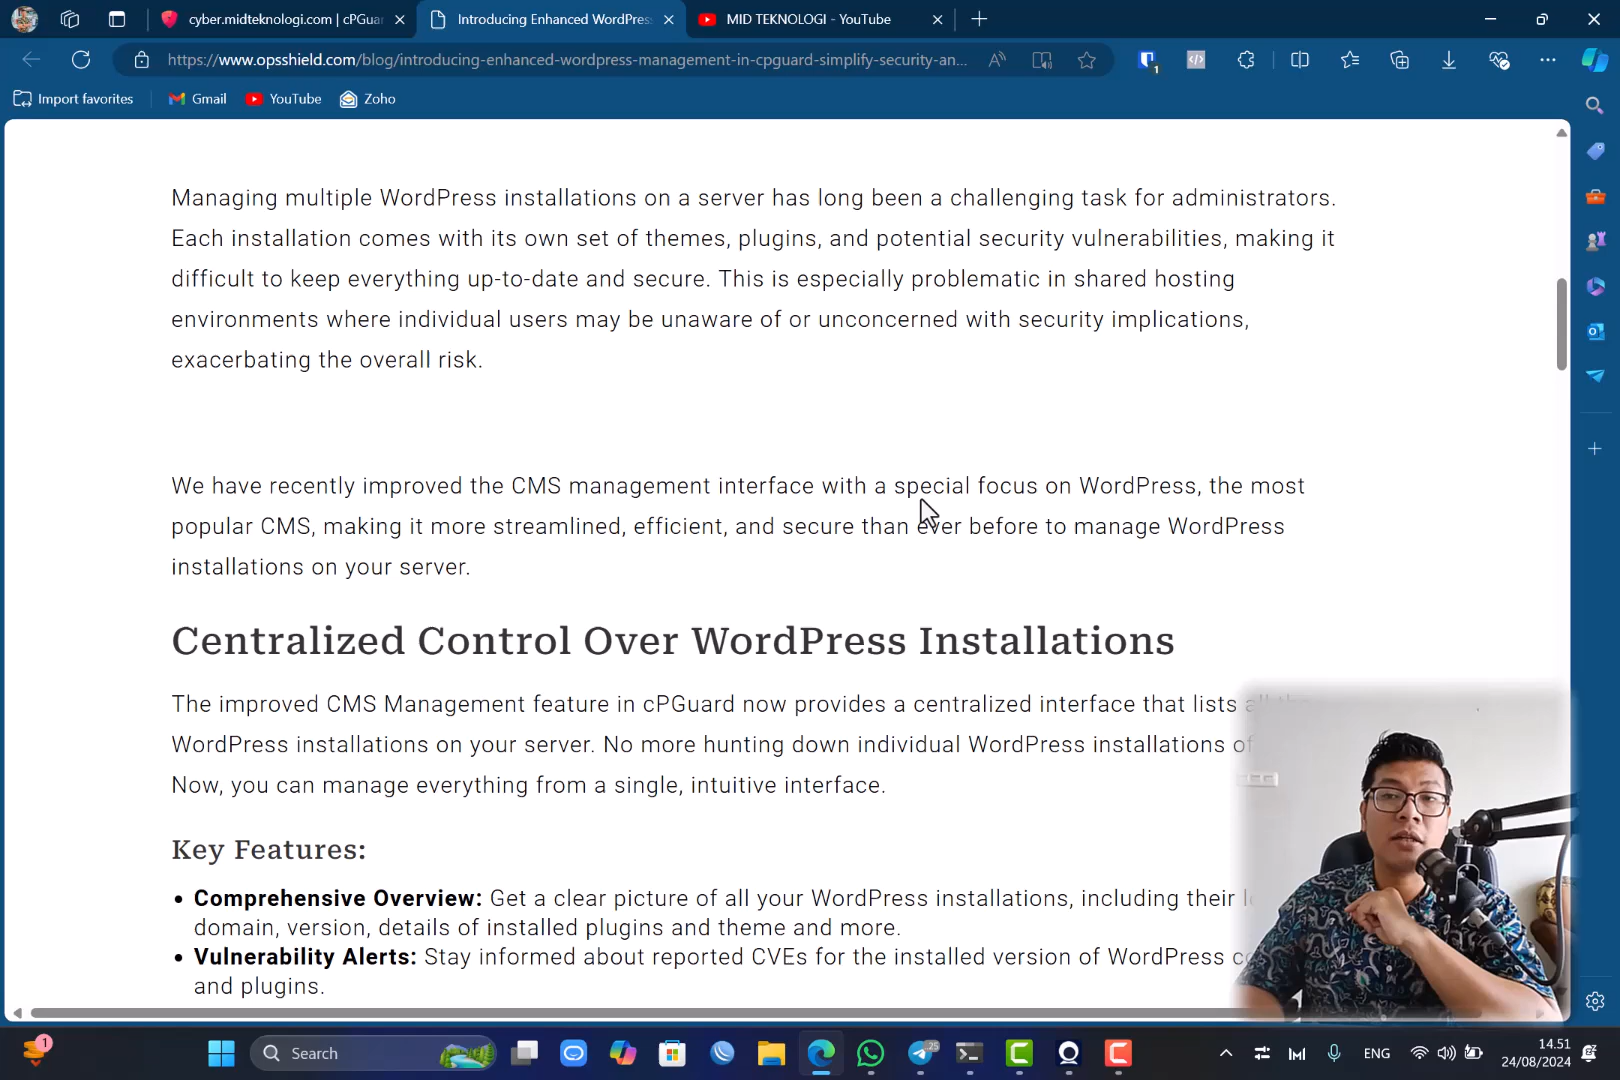 cyber.midteknologi.com | cPGuar
Introducing Enhanced WordPress
MID TEKNOLOGI - YouTube
https://www.opsshield.com/blog/introducing-enhanced-wordpress-management-in-cpguard-simplify-security-an...
Import favorites
Gmail
YouTube
Zoho
Managing multiple WordPress installations on a server has long been a challenging task for administrators.
Each installation comes with its own set of themes, plugins, and potential security vulnerabilities, making it
difficult to keep everything up-to-date and secure. This is especially problematic in shared hosting
environments where individual users may be unaware of or unconcerned with security implications,
exacerbating the overall risk.
We have recently improved the CMS management interface with a special focus on WordPress, the most
popular CMS, making it more streamlined, efficient, and secure than ever before to manage WordPress
installations on your server.
Centralized Control Over WordPress Installations
The improved CMS Management feature in cPGuard now provides a centralized interface that lists all
WordPress installations on your server. No more hunting down individual WordPress installations
Now, you can manage everything from a single, intuitive interface.
Key Features:
• Comprehensive Overview: Get a clear picture of all your WordPress installations, including their
domain, version, details of installed plugins and theme and more.
• Vulnerability Alerts: Stay informed about reported CVEs for the installed version of WordPress
and plugins.
1
Search
25
ENG
14.51
24/08/2024